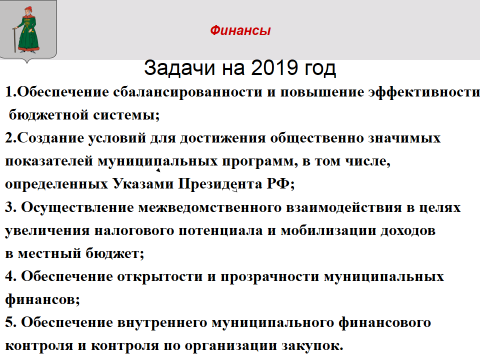 Финансы
Задачи на 2019 год
1.Обеспечение сбалансированности и повышение эффективности
бюджетной системы;
2.Создание условий для достижения общественно значимых
показателей муниципальных программ, в том числе,
определенных Указами Президента РФ;
3. Осуществление межведомственного взаимодействия в целях
увеличения налогового потенциала и мобилизации доходов
в местный бюджет;
4. Обеспечение открытости и прозрачности муниципальных
финансов;
5. Обеспечение внутреннего муниципального финансового
контроля и контроля по организации закупок.